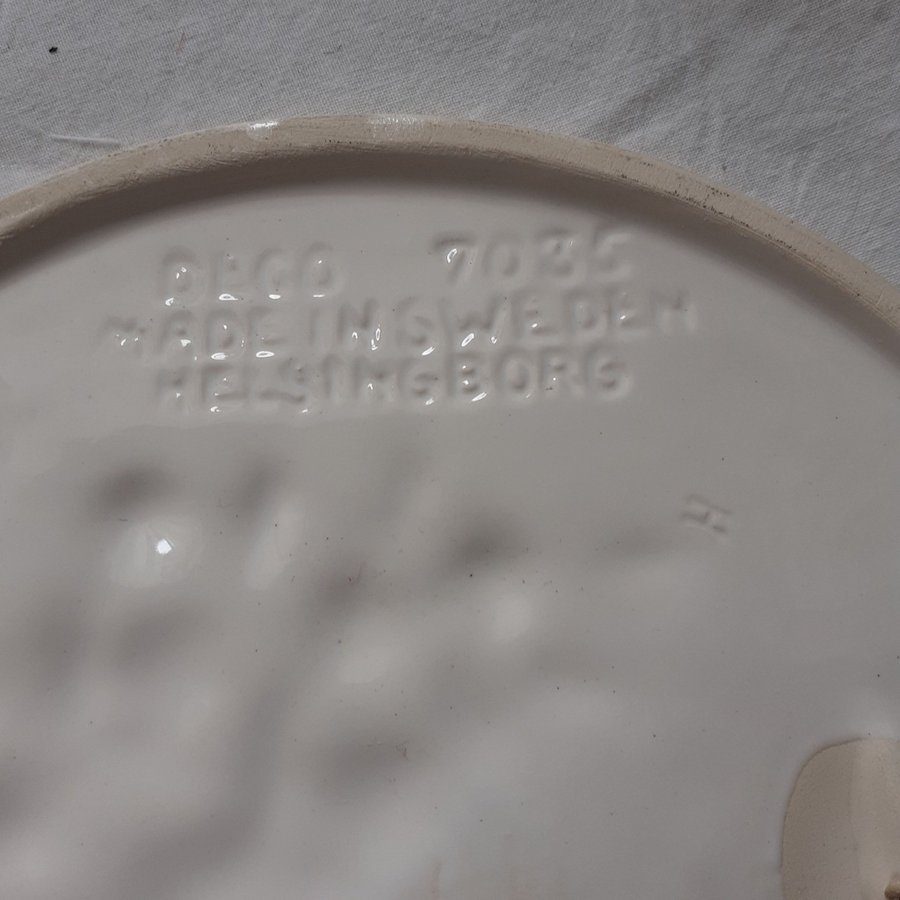 DECO 7035
MADE IN SWEDEN
HELSINGBORG
H